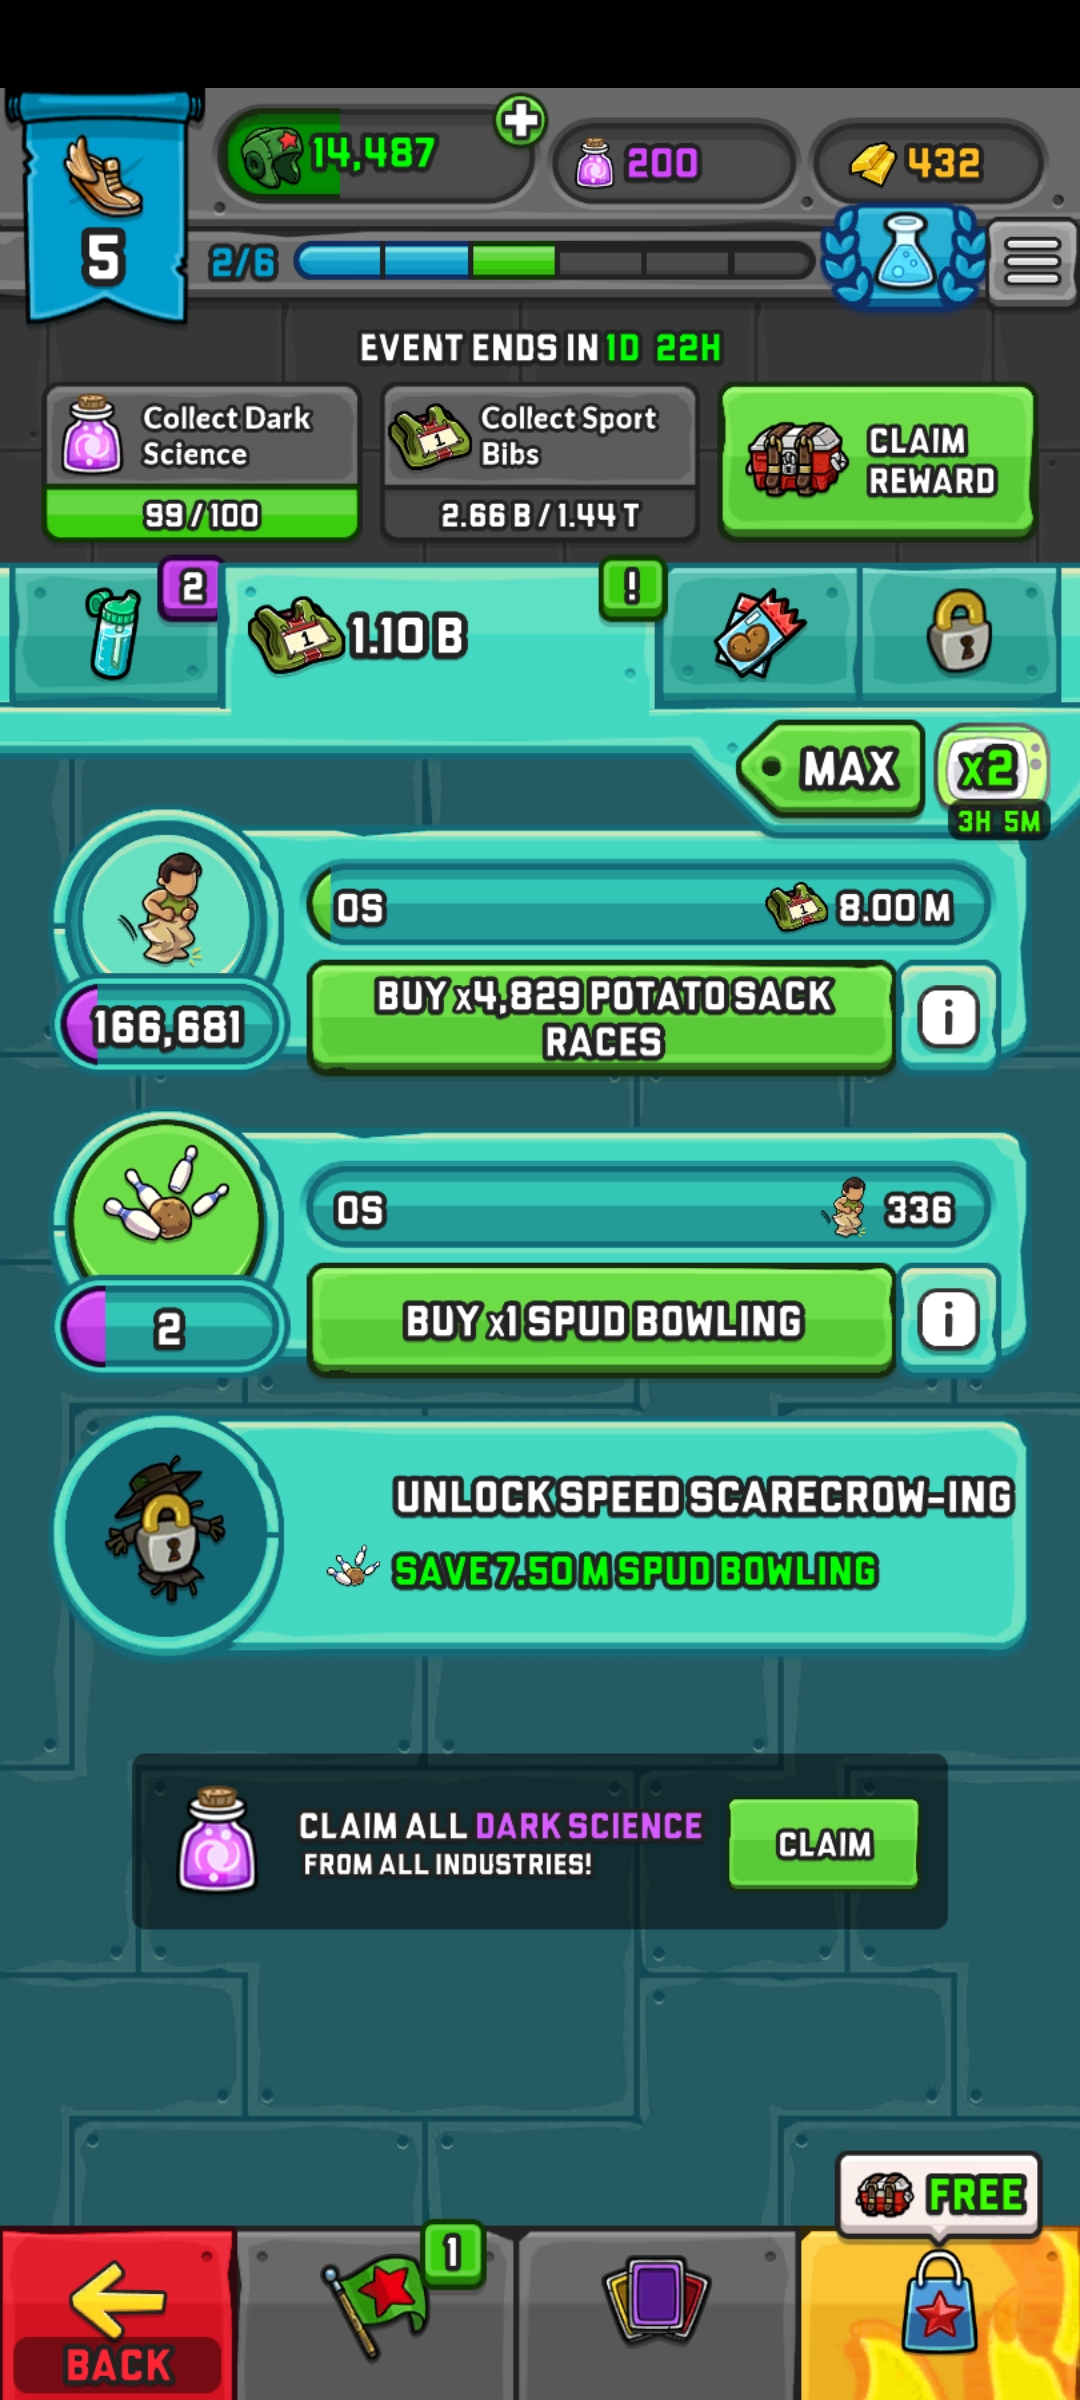 14,487
200
432
5
2/6
EVENT ENDS IN 1D 22H
Collect Dark Science
99/100
Collect Sport Bibs
2.66 B / 1.44 T
CLAIM REWARD
2
1
1.10 B
!
MAX
x2
3H 5M
0S
1
8.00 M
166,681
BUY x4,829 POTATO SACK RACES
i
0S
336
2
BUY x1 SPUD BOWLING
i
UNLOCK SPEED SCARECROW-ING
SAVE 7.50 M SPUD BOWLING
CLAIM ALL DARK SCIENCE
FROM ALL INDUSTRIES!
CLAIM
FREE
1
BACK